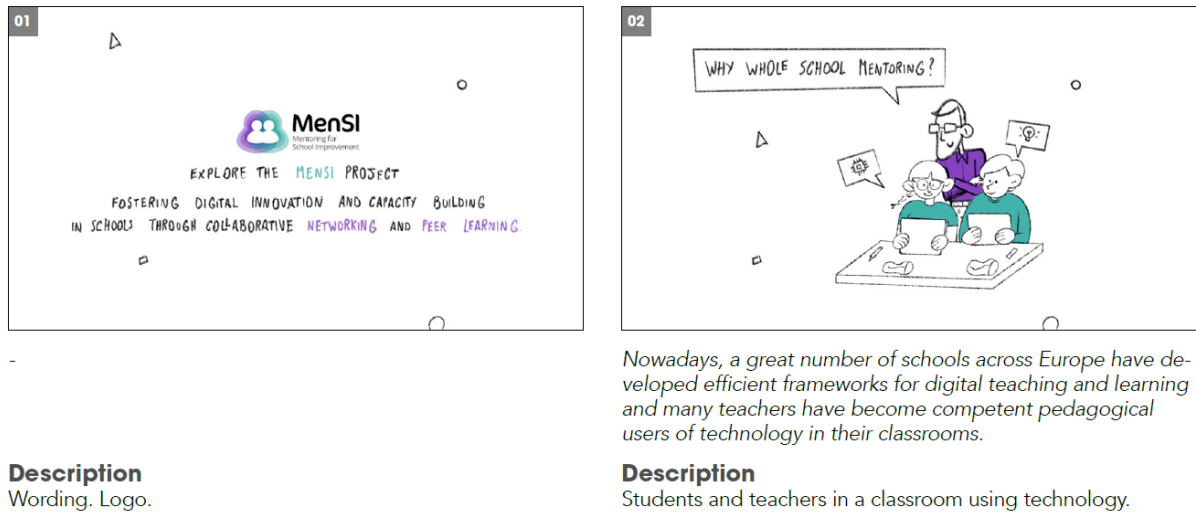 01
MenSI
Mentoring for
School Improvement
EXPLORE THE MENSI PROJECT
FOSTERING DIGITAL INNOVATION AND CAPACITY BUILDING
IN SCHOOLS THROUGH COLLABORATIVE NETWORKING AND PEER LEARNING.
-
Description
Wording. Logo.
02
WHY WHOLE SCHOOL MENTORING?
Nowadays, a great number of schools across Europe have de-
veloped efficient frameworks for digital teaching and learning
and many teachers have become competent pedagogical
users of technology in their classrooms.
Description
Students and teachers in a classroom using technology.